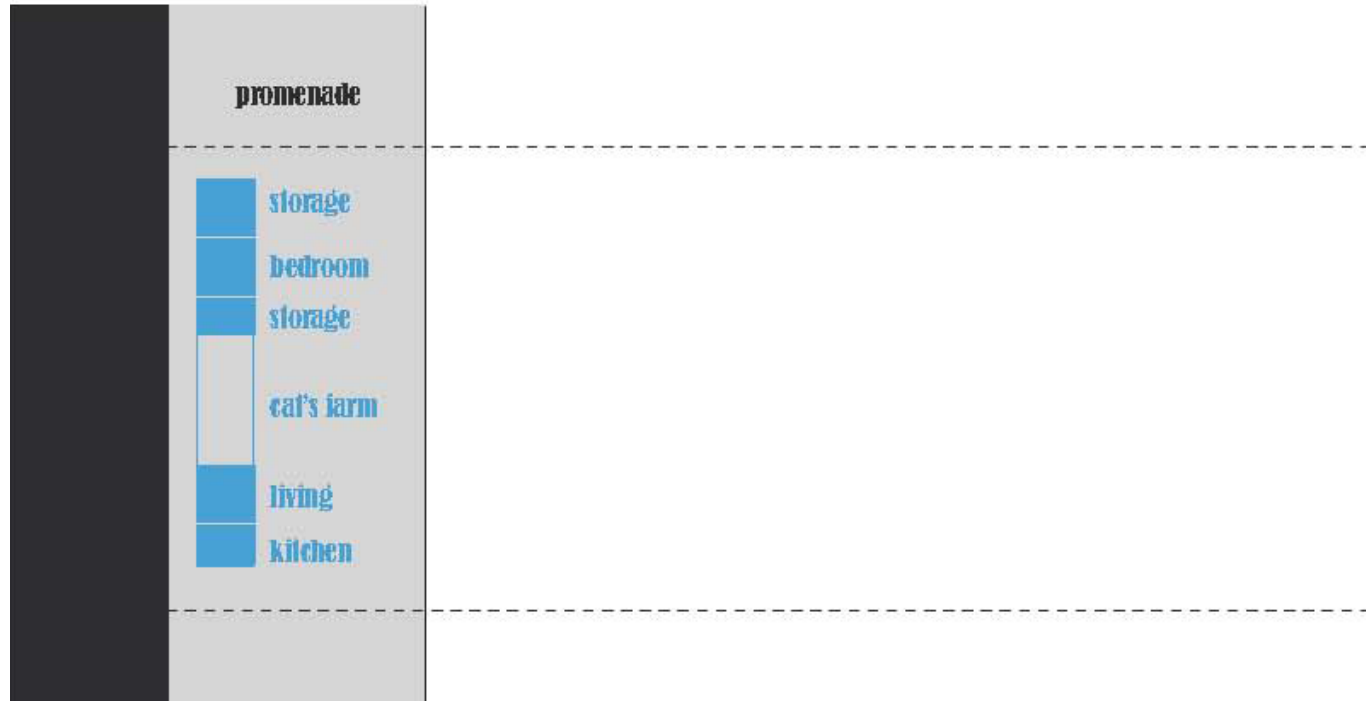 promenade
storage
bedroom
storage
cat's farm
living
kitchen